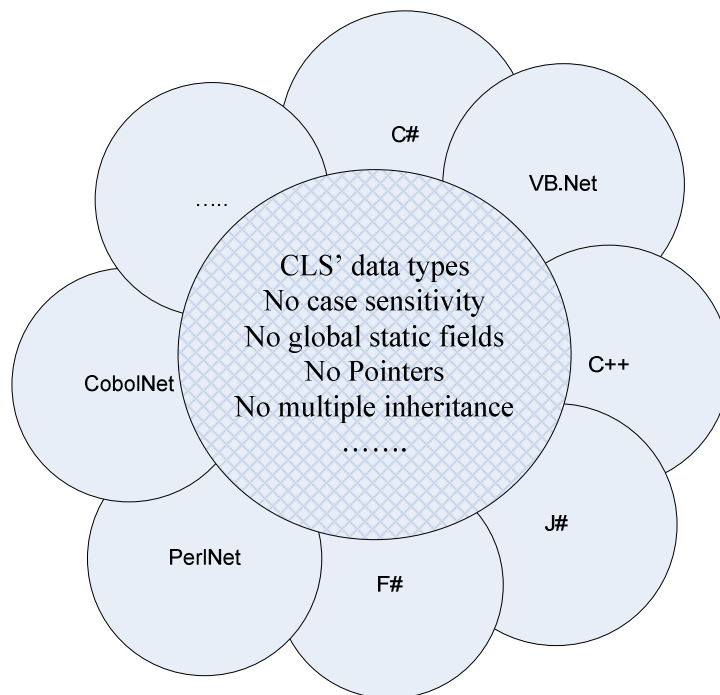 C#
VB.Net
…..
CLS’ data types
No case sensitivity
No global static fields
No Pointers
No multiple inheritance
…….
C++
CobolNet
J#
PerlNet
F#